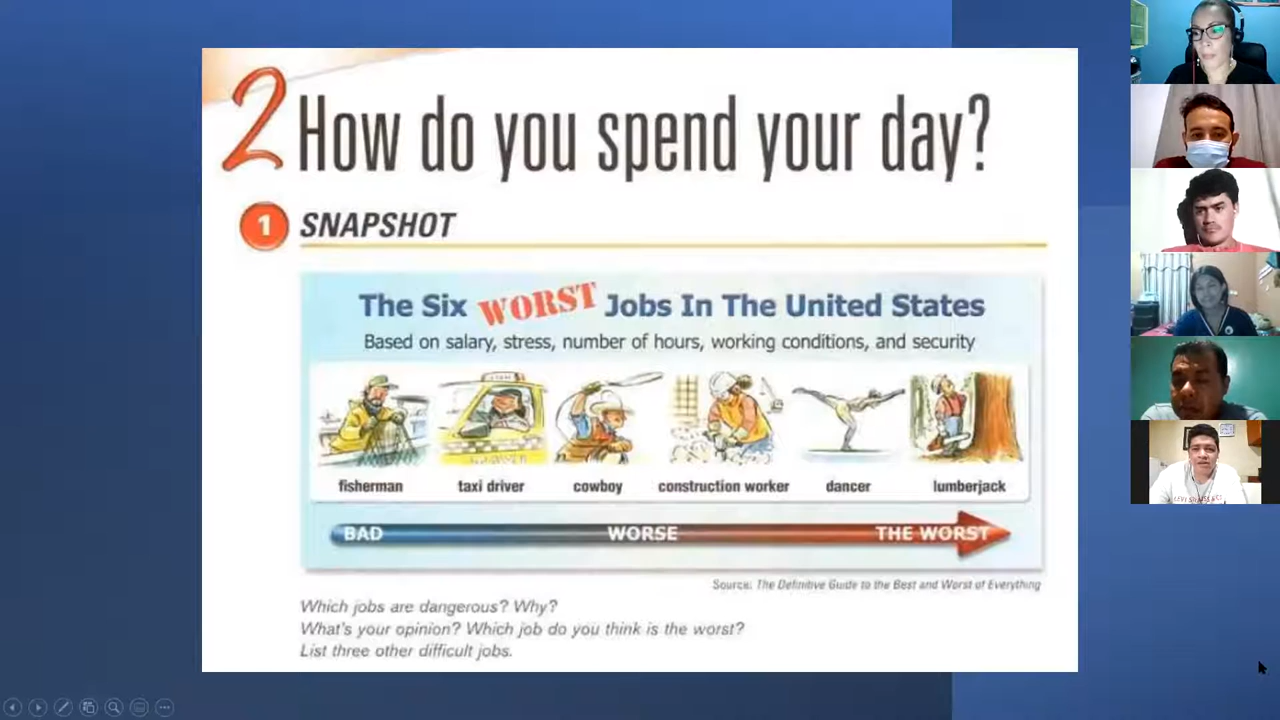 2 How do you spend your day?
1 SNAPSHOT
The Six WORST Jobs In The United States
Based on salary, stress, number of hours, working conditions, and security
fisherman taxi driver cowboy construction worker dancer lumberjack
BAD WORSE THE WORST
Source: The Definitive Guide to the Best and Worst of Everything
Which jobs are dangerous? Why?
What's your opinion? Which job do you think is the worst?
List three other difficult jobs.